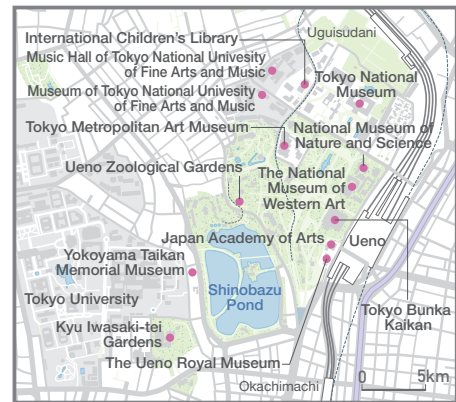 International Children's Library
Uguisudani
Music Hall of Tokyo National Univesity
of Fine Arts and Music
Tokyo National
Museum
Museum of Tokyo National Univesity
of Fine Arts and Music
Tokyo Metropolitan Art Museum
National Museum of
Nature and Science
Ueno Zoological Gardens
The National
Museum of
Western Art
Japan Academy of Arts
Ueno
Yokoyama Taikan
Memorial Museum
Shinobazu
Pond
Tokyo University
Tokyo Bunka
Kaikan
Kyu Iwasaki-tei
Gardens
The Ueno Royal Museum
Okachimachi
0 5km